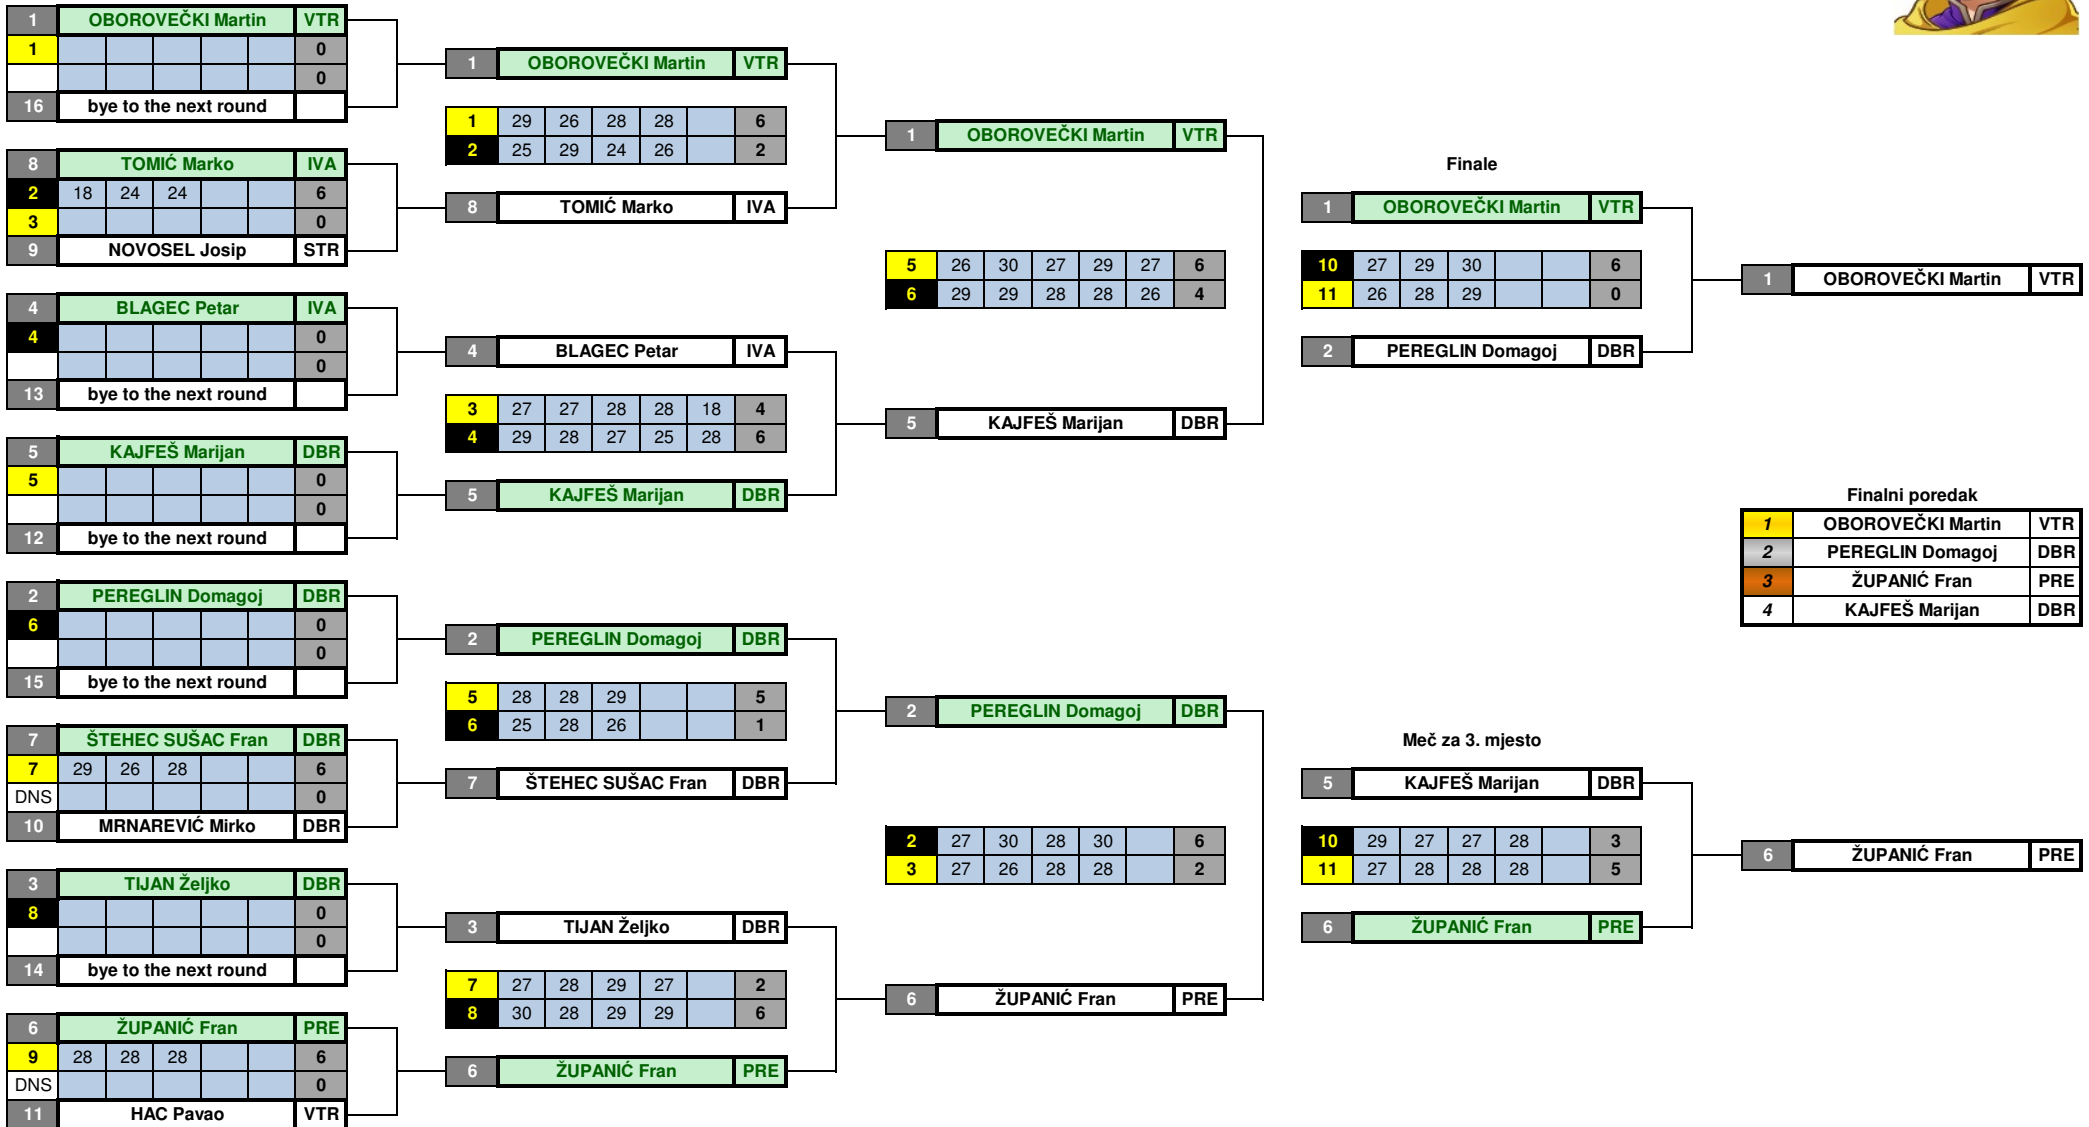 1 OBOROVEČKI Martin VTR
1 0
0
16 bye to the next round
8 TOMIĆ Marko IVA
2 18 24 24 6
3 0
9 NOVOSEL Josip STR
4 BLAGEC Petar IVA
4 0
0
13 bye to the next round
5 KAJFEŠ Marijan DBR
5 0
0
12 bye to the next round
2 PEREGLIN Domagoj DBR
6 0
0
15 bye to the next round
7 ŠTEHEC SUŠAC Fran DBR
7 29 26 28 6
DNS 0
10 MRNAREVIĆ Mirko DBR
3 TIJAN Željko DBR
8 0
0
14 bye to the next round
6 ŽUPANIĆ Fran PRE
9 28 28 28 6
DNS 0
11 HAC Pavao VTR
1 OBOROVEČKI Martin VTR
1 29 26 28 28 6
2 25 29 24 26 2
8 TOMIĆ Marko IVA
4 BLAGEC Petar IVA
3 27 27 28 28 18 4
4 29 28 27 25 28 6
5 KAJFEŠ Marijan DBR
2 PEREGLIN Domagoj DBR
5 28 28 29 5
6 25 28 26 1
7 ŠTEHEC SUŠAC Fran DBR
3 TIJAN Željko DBR
7 27 28 29 27 2
8 30 28 29 29 6
6 ŽUPANIĆ Fran PRE
1 OBOROVEČKI Martin VTR
5 26 30 27 29 27 6
6 29 29 28 28 26 4
5 KAJFEŠ Marijan DBR
2 PEREGLIN Domagoj DBR
2 27 30 28 30 6
3 27 26 28 28 2
6 ŽUPANIĆ Fran PRE
Finale
1 OBOROVEČKI Martin VTR
10 27 29 30 6
11 26 28 29 0
2 PEREGLIN Domagoj DBR
1 OBOROVEČKI Martin VTR
Finalni poredak
1 OBOROVEČKI Martin VTR
2 PEREGLIN Domagoj DBR
3 ŽUPANIĆ Fran PRE
4 KAJFEŠ Marijan DBR
Meč za 3. mjesto
5 KAJFEŠ Marijan DBR
10 29 27 27 28 3
11 27 28 28 28 5
6 ŽUPANIĆ Fran PRE
6 ŽUPANIĆ Fran PRE